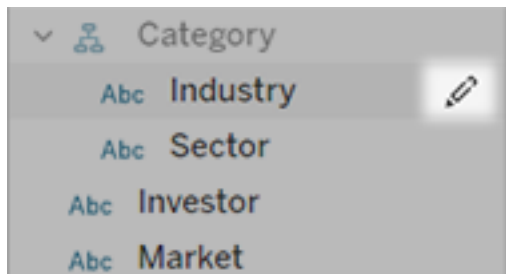 Category
Abc Industry
Abc Sector
Abc Investor
Abc Market